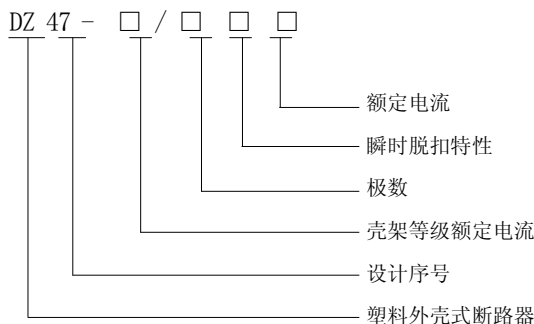 DZ 47 - □ / □ □ □
额定电流
瞬时脱扣特性
极数
壳架等级额定电流
设计序号
塑料外壳式断路器